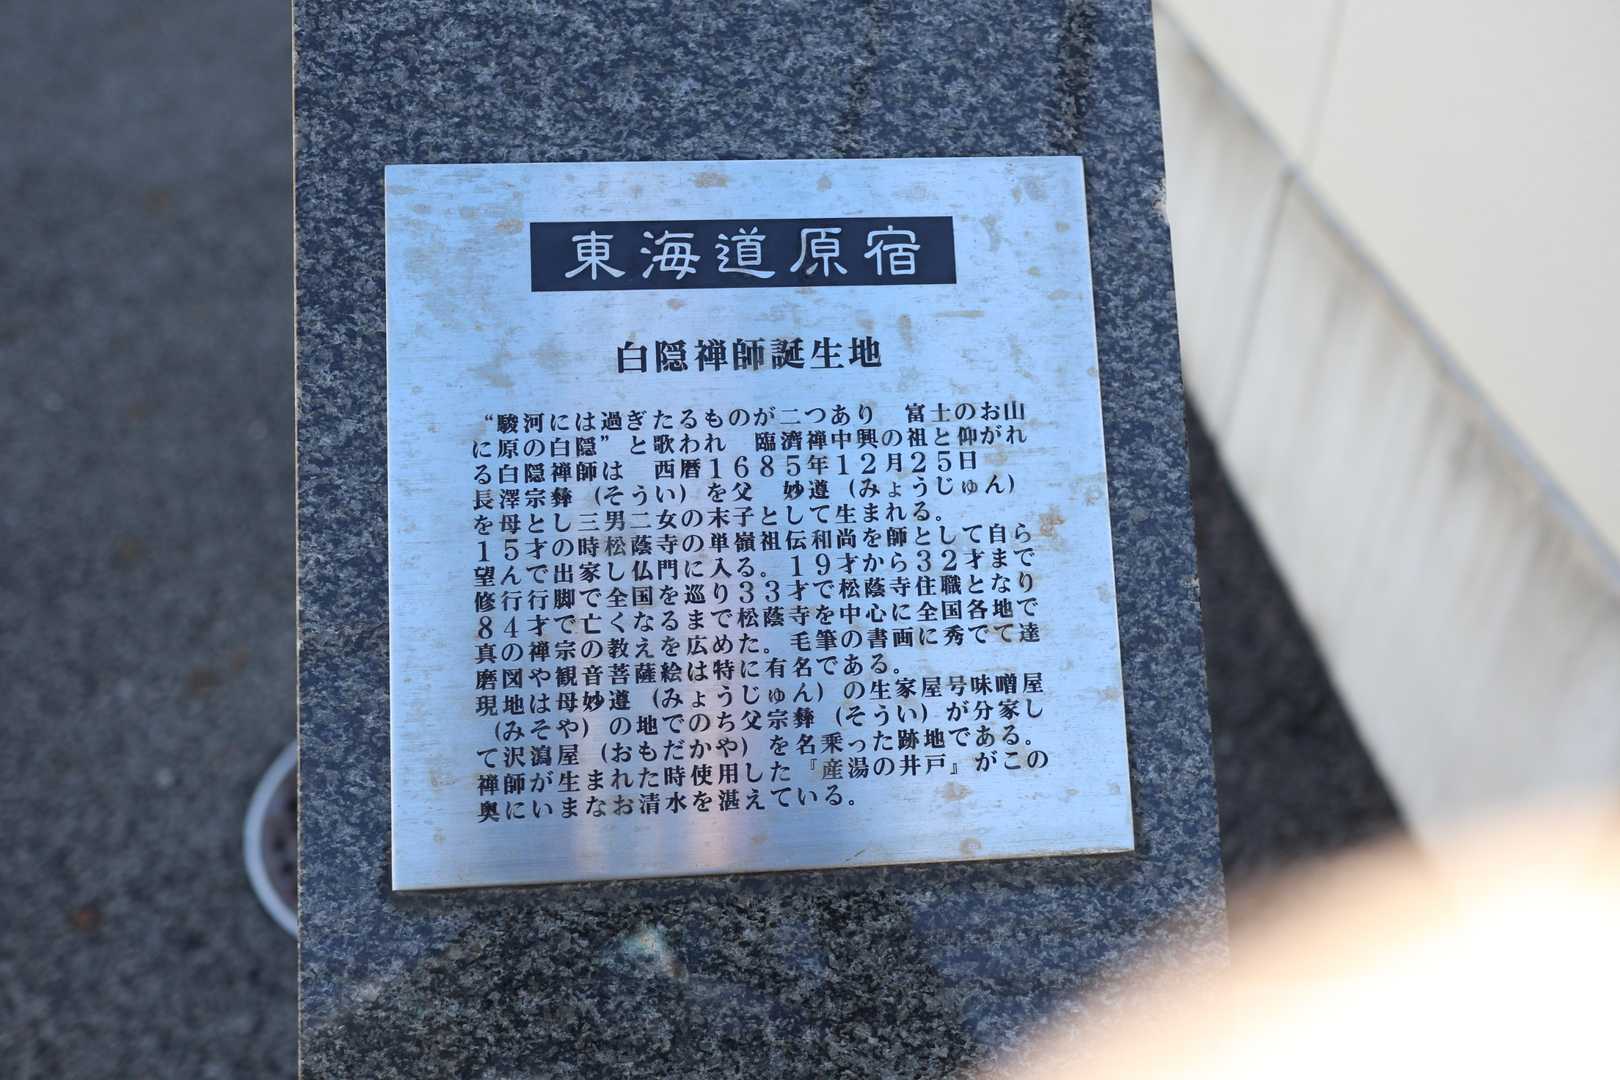 東海道原宿
白隠禅師誕生地
“駿河には過ぎたるものが二つあり　富士のお山
に原の白隠”と歌われ　臨済禅中興の祖と仰がれ
る白隠禅師は　西暦１６８５年１２月２５日
長澤宗彝（そうい）を父　妙遵（みょうじゅん）
を母とし三男二女の末子として生まれる。
１５才の時松蔭寺の単嶺祖伝和尚を師として自ら
望んで出家し仏門に入る。１９才から３２才まで
修行行脚で全国を巡り３３才で松蔭寺住職となり
８４才で亡くなるまで松蔭寺を中心に全国各地で
真の禅宗の教えを広めた。毛筆の書画に秀でて達
磨図や観音菩薩絵は特に有名である。
現地は母妙遵（みょうじゅん）の生家屋号味噌屋
（みそや）の地でのち父宗彝（そうい）が分家し
て沢瀉屋（おもだかや）を名乗った跡地である。
禅師が生まれた時使用した『産湯の井戸』がこの
奥にいまなお清水を湛えている。